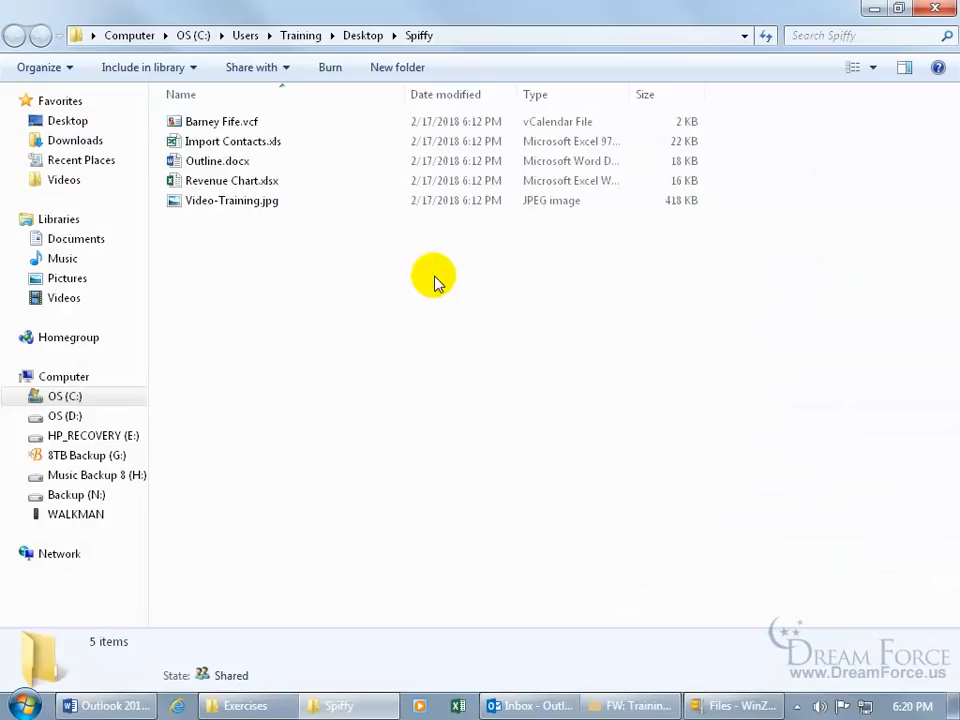 Computer OS (C:) Users Training Desktop Spiffy Search Spiffy
Organize Include in library Share with Burn New folder
Name Date modified Type Size
Barney Fife.vcf 2/17/2018 6:12 PM vCalendar File 2 KB
Import Contacts.xls 2/17/2018 6:12 PM Microsoft Excel 97... 22 KB
Outline.docx 2/17/2018 6:12 PM Microsoft Word D... 18 KB
Revenue Chart.xlsx 2/17/2018 6:12 PM Microsoft Excel W... 16 KB
Video-Training.jpg 2/17/2018 6:12 PM JPEG image 418 KB
Favorites
Desktop
Downloads
Recent Places
Videos
Libraries
Documents
Music
Pictures
Videos
Homegroup
Computer
OS (C:)
OS (D:)
HP_RECOVERY (E:)
8TB Backup (G:)
Music Backup 8 (H:)
Backup (N:)
WALKMAN
Network
5 items
State: Shared
DREAM FORCE
www.DreamForce.us
Outlook 201... Exercises Spiffy Inbox - Outl... FW: Trainin... Files - WinZ... 6:20 PM